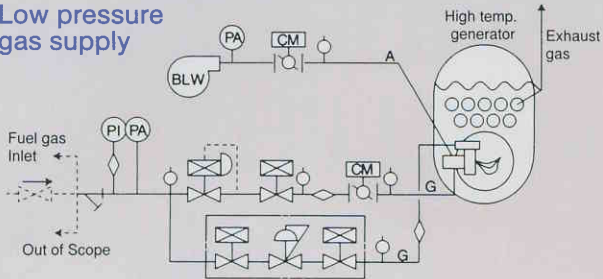 Low pressure
gas supply
High temp.
generator
Exhaust
gas
PA
CM
A
BLW
Fuel gas
Inlet
PI PA
CM
G
Out of Scope
G